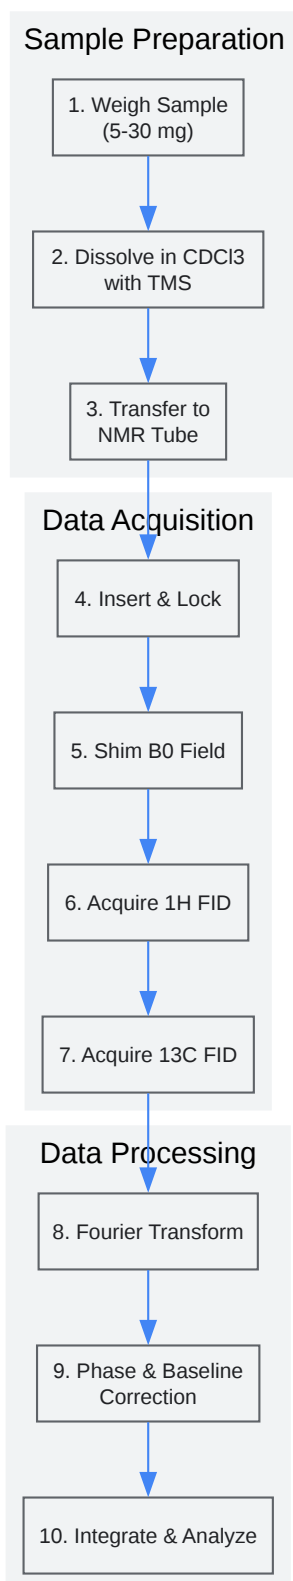 Sample Preparation
1. Weigh Sample
(5-30 mg)
2. Dissolve in CDCl3
with TMS
3. Transfer to
NMR Tube
Data Acquisition
4. Insert & Lock
5. Shim B0 Field
6. Acquire 1H FID
7. Acquire 13C FID
Data Processing
8. Fourier Transform
9. Phase & Baseline
Correction
10. Integrate & Analyze